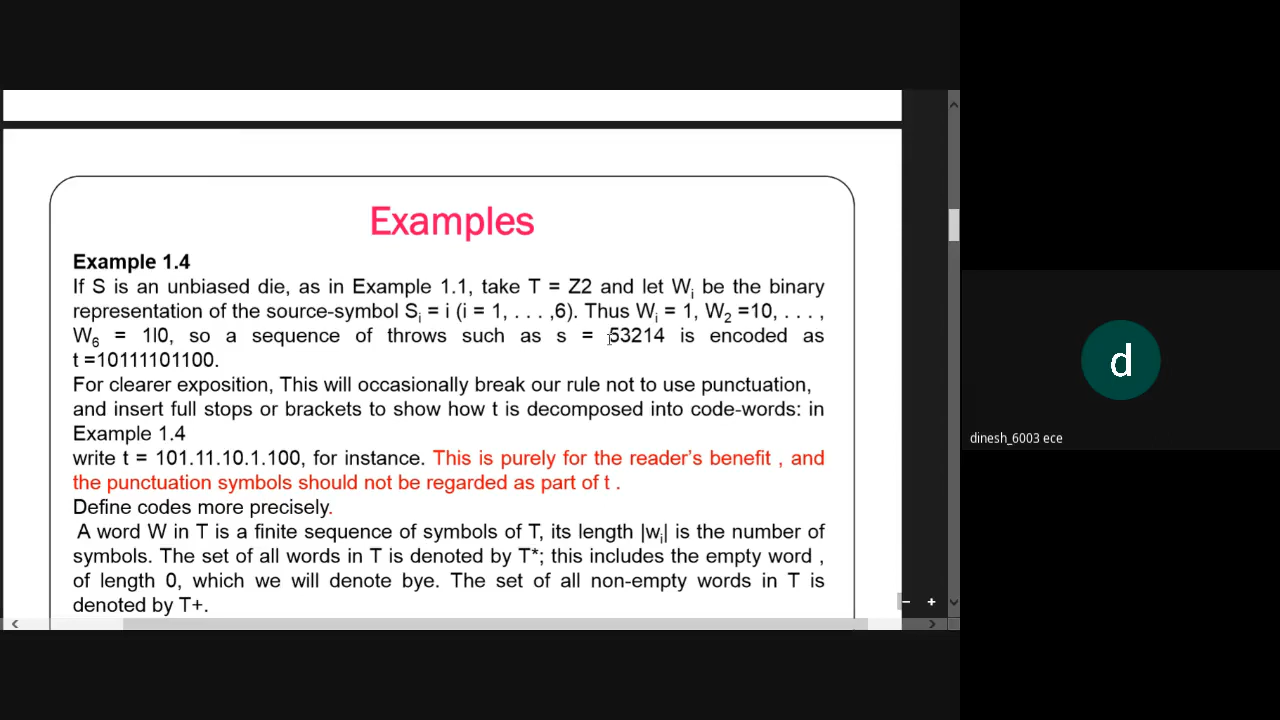 Examples
Example 1.4
If S is an unbiased die, as in Example 1.1, take T = Z2 and let Wi be the binary
representation of the source-symbol Si = i (i = 1, . . . ,6). Thus Wi = 1, W2 =10, . . . ,
W6 = 1l0, so a sequence of throws such as s = 53214 is encoded as
t =10111101100.
For clearer exposition, This will occasionally break our rule not to use punctuation,
and insert full stops or brackets to show how t is decomposed into code-words: in
Example 1.4
write t = 101.11.10.1.100, for instance. This is purely for the reader’s benefit , and
the punctuation symbols should not be regarded as part of t .
Define codes more precisely.
A word W in T is a finite sequence of symbols of T, its length |wi| is the number of
symbols. The set of all words in T is denoted by T*; this includes the empty word ,
of length 0, which we will denote bye. The set of all non-empty words in T is
denoted by T+.
d
dinesh_6003 ece